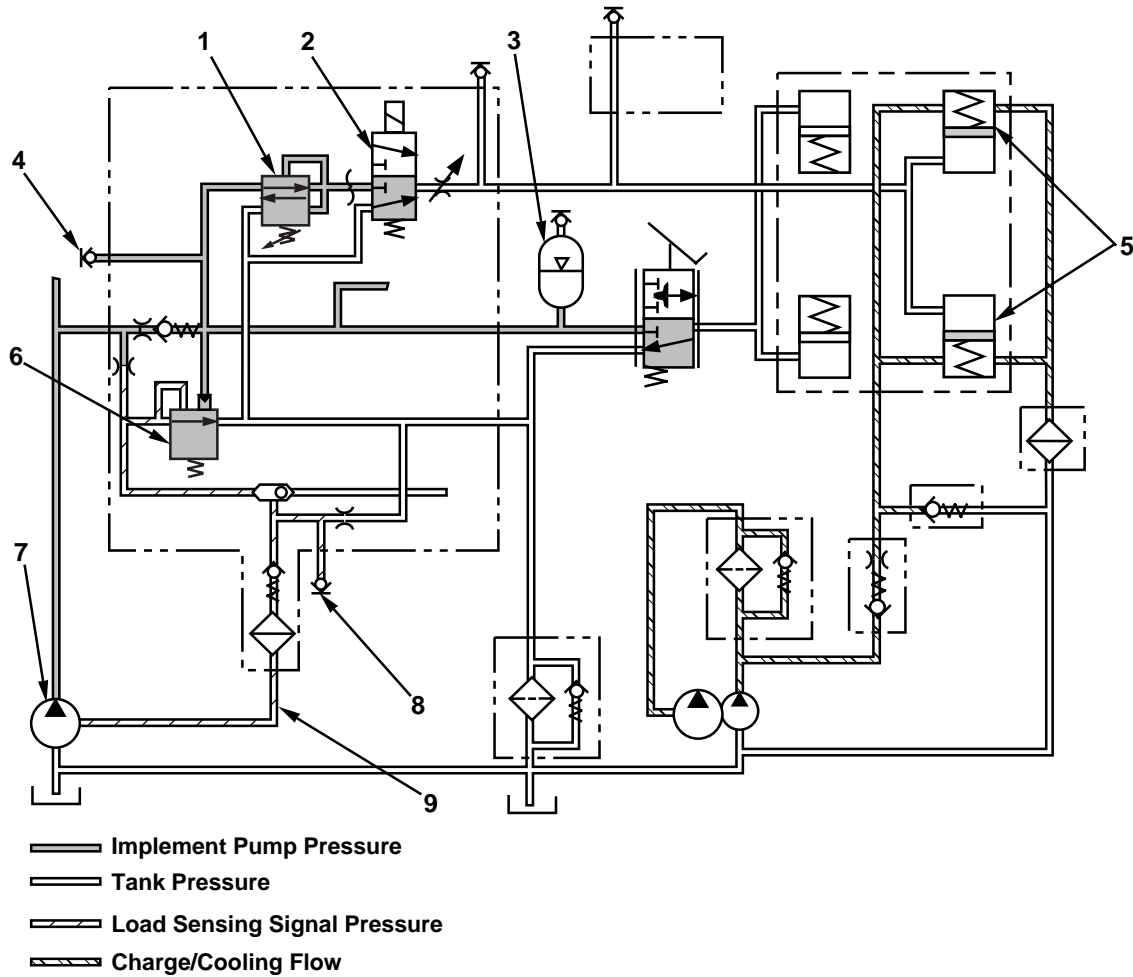 1
2
3
4
5
6
7
8
9
Implement Pump Pressure
Tank Pressure
Load Sensing Signal Pressure
Charge/Cooling Flow